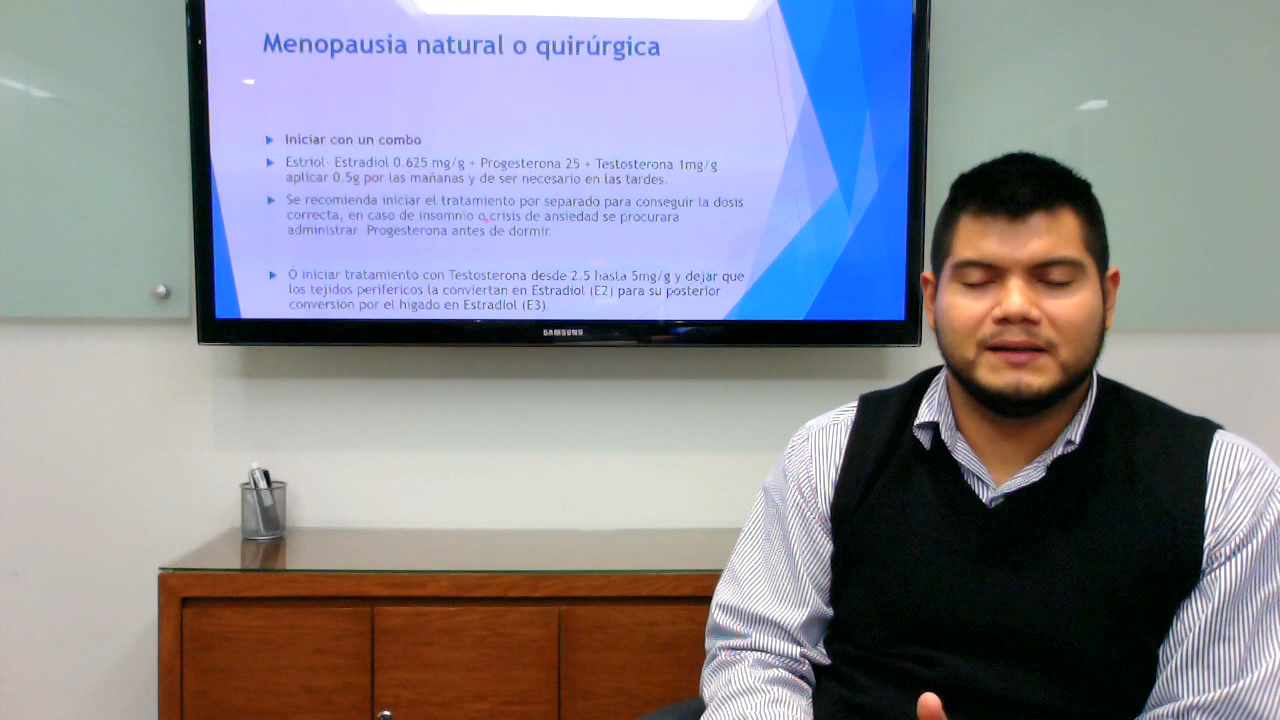 Menopausia natural o quirúrgica
Iniciar con un combo
Estriol- Estradiol 0.625 mg/g + Progesterona 25 + Testosterona 1mg/g
aplicar 0.5g por las mañanas y de ser necesario en las tardes.
Se recomienda iniciar el tratamiento por separado para conseguir la dosis
correcta, en caso de insomnio o crisis de ansiedad se procurara
administrar Progesterona antes de dormir.
O iniciar tratamiento con Testosterona desde 2.5 hasta 5mg/g y dejar que
los tejidos perifericos la conviertan en Estradiol (E2) para su posterior
conversión por el hígado en Estradiol (E3).
SAMSUNG